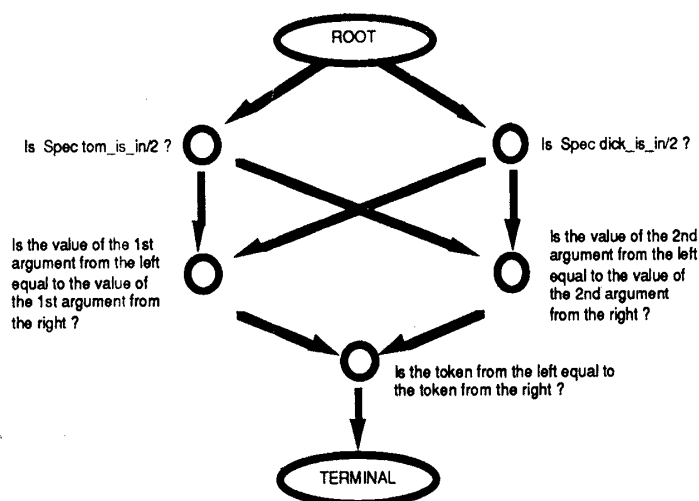 ROOT
Is Spec tom_is_in/2 ?
Is Spec dick_is_in/2 ?
Is the value of the 1st
argument from the left
equal to the value of
the 1st argument from
the right ?
Is the value of the 2nd
argument from the left
equal to the value of
the 2nd argument
from the right ?
Is the token from the left equal to
the token from the right ?
TERMINAL